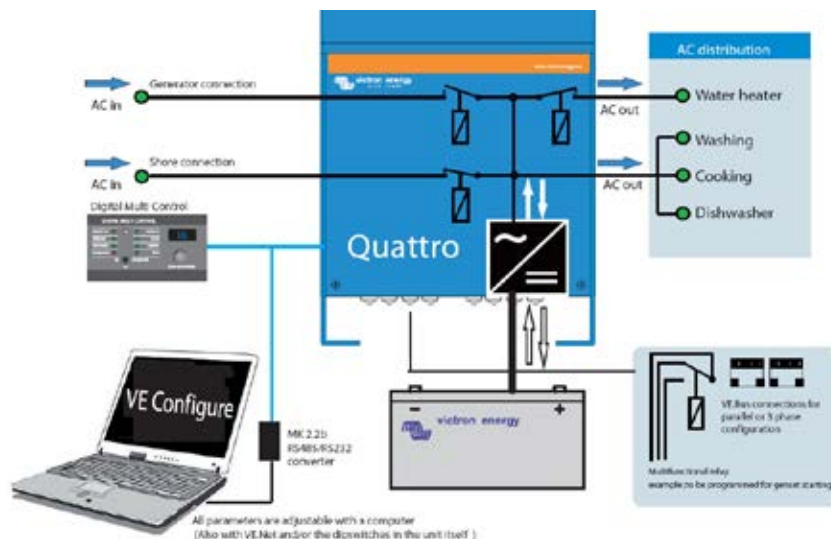 AC distribution
Generator connection
AC in
victron energy
AC out
Water heater
Washing
Shore connection
AC in
AC out
Cooking
Dishwasher
Digital Multi Control
Quattro
VE Configure
MK 2.2b
RS485/RS232
converter
- +
victron energy
VE.Bus connections for
parallel or 3 phase
configuration
Multifunctional relay:
example to be programmed for genset starting
All parameters are adjustable with a computer
(Also with VE.Net and/or the dipswitches in the unit itself )